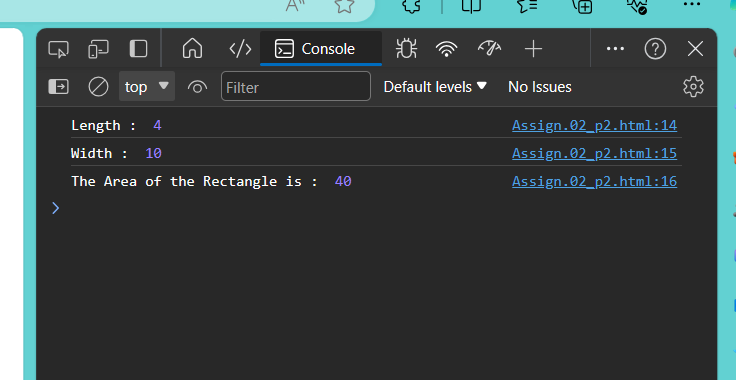 Console
top Filter Default levels No Issues
Length :  4 Assign.02_p2.html:14
Width :  10 Assign.02_p2.html:15
The Area of the Rectangle is :  40 Assign.02_p2.html:16